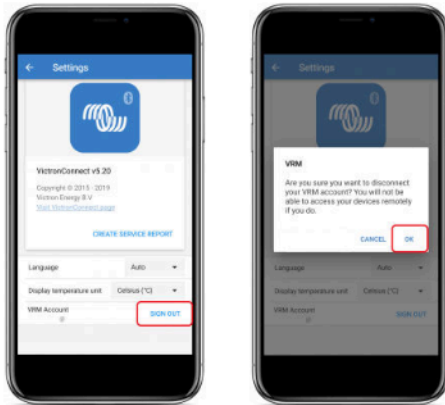 Settings
VictronConnect v5.20
Copyright © 2015 - 2019
Victron Energy B.V.
Visit VictronConnect page
CREATE SERVICE REPORT
Language Auto
Display temperature unit Celsius (°C)
VRM Account SIGN OUT
Settings
VRM
Are you sure you want to disconnect
your VRM account? You will not be
able to access your devices remotely
if you do.
CANCEL OK
Language Auto
Display temperature unit Celsius (°C)
VRM Account SIGN OUT